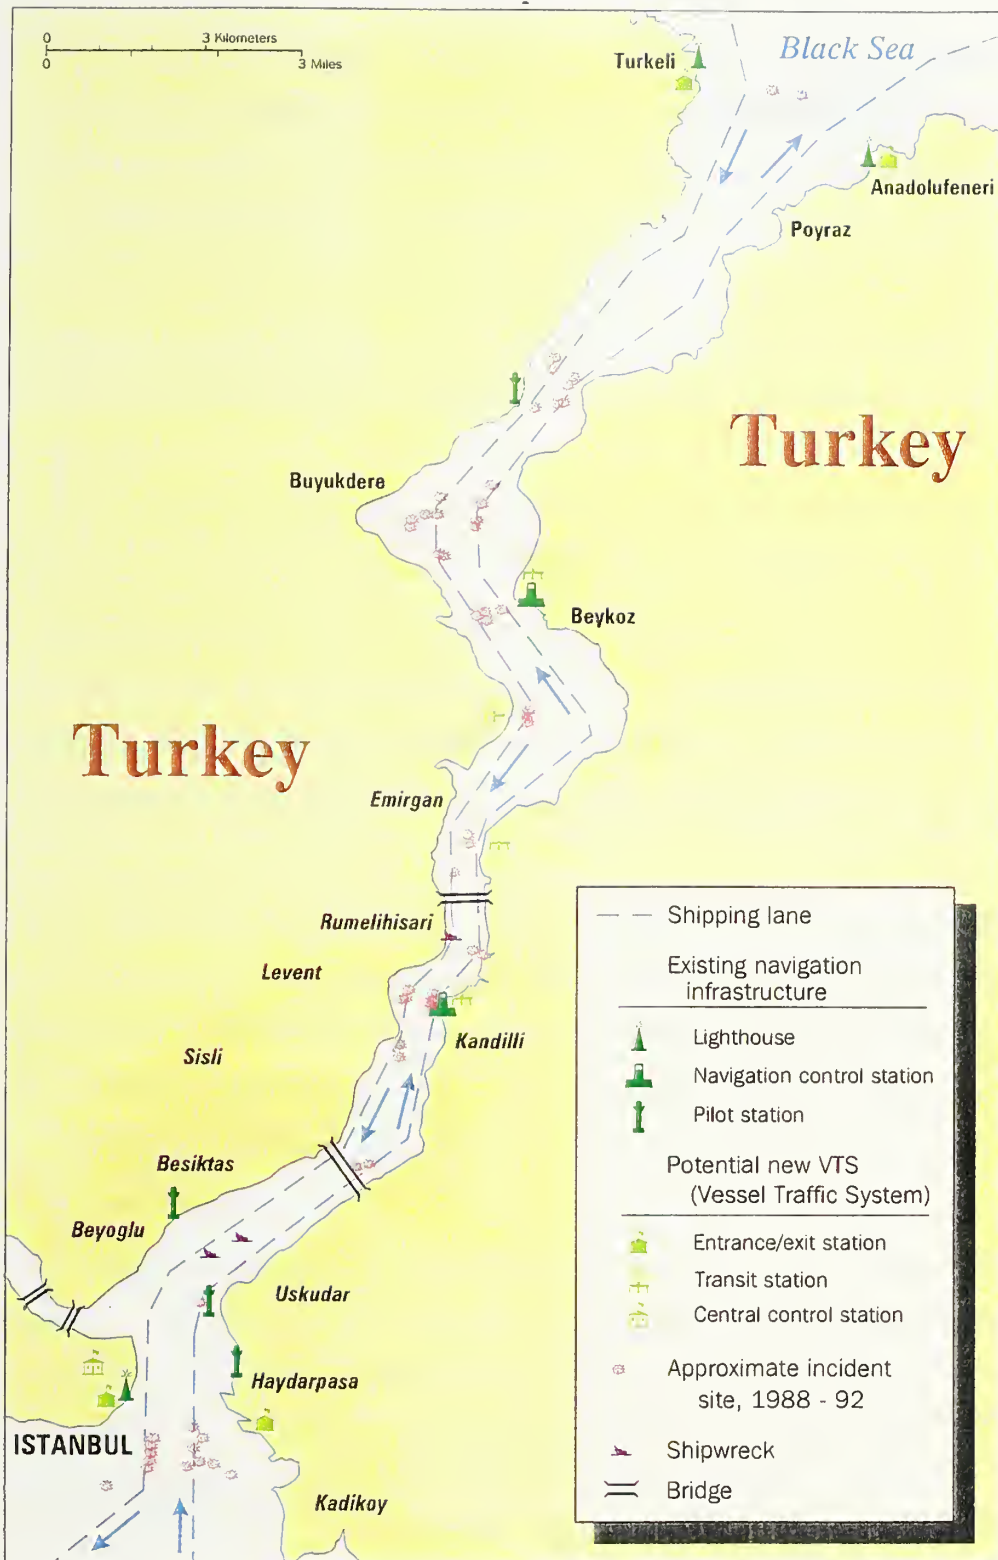 0 3 Kilometers
0 3 Miles
Turkeli
Black Sea
Anadolufeneri
Poyraz
Turkey
Buyukdere
Beykoz
Turkey
Emirgan
Rumelihisari
Levent
Kandilli
Sisli
Besiktas
Beyoglu
Uskudar
Haydarpasa
ISTANBUL
Kadikoy
Shipping lane
Existing navigation
infrastructure
Lighthouse
Navigation control station
Pilot station
Potential new VTS
(Vessel Traffic System)
Entrance/exit station
Transit station
Central control station
Approximate incident
site, 1988 - 92
Shipwreck
Bridge